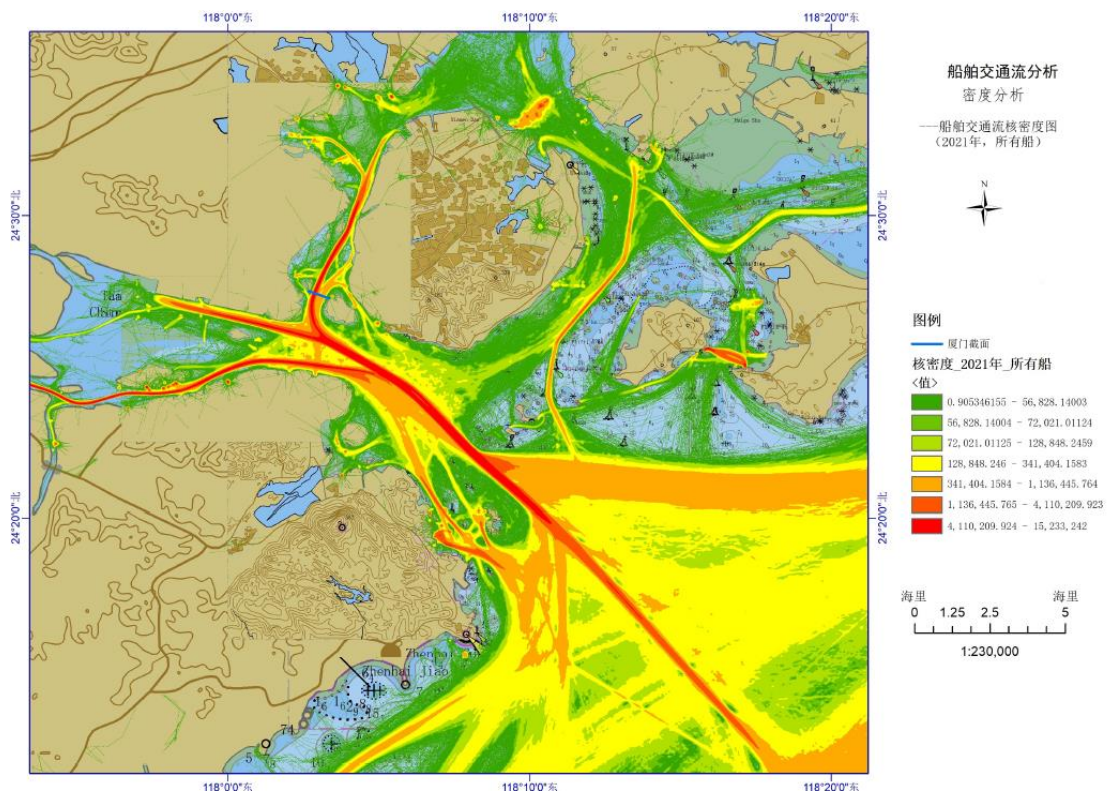 118°0'0"东
118°10'0"东
118°20'0"东
24°30'0"北
24°20'0"北
24°30'0"北
24°20'0"北
Zhenhai Jiao
7
74
5
118°0'0"东
118°10'0"东
118°20'0"东
船舶交通流分析
密度分析
---船舶交通流核密度图
(2021年，所有船)
N
图例
厦门截面
核密度_2021年_所有船
<值>
0.905346155 - 56,828.14003
56,828.14004 - 72,021.01124
72,021.01125 - 128,848.2459
128,848.246 - 341,404.1583
341,404.1584 - 1,136,445.764
1,136,445.765 - 4,110,209.923
4,110,209.924 - 15,233,242
海里
海里
0 1.25 2.5 5
1:230,000